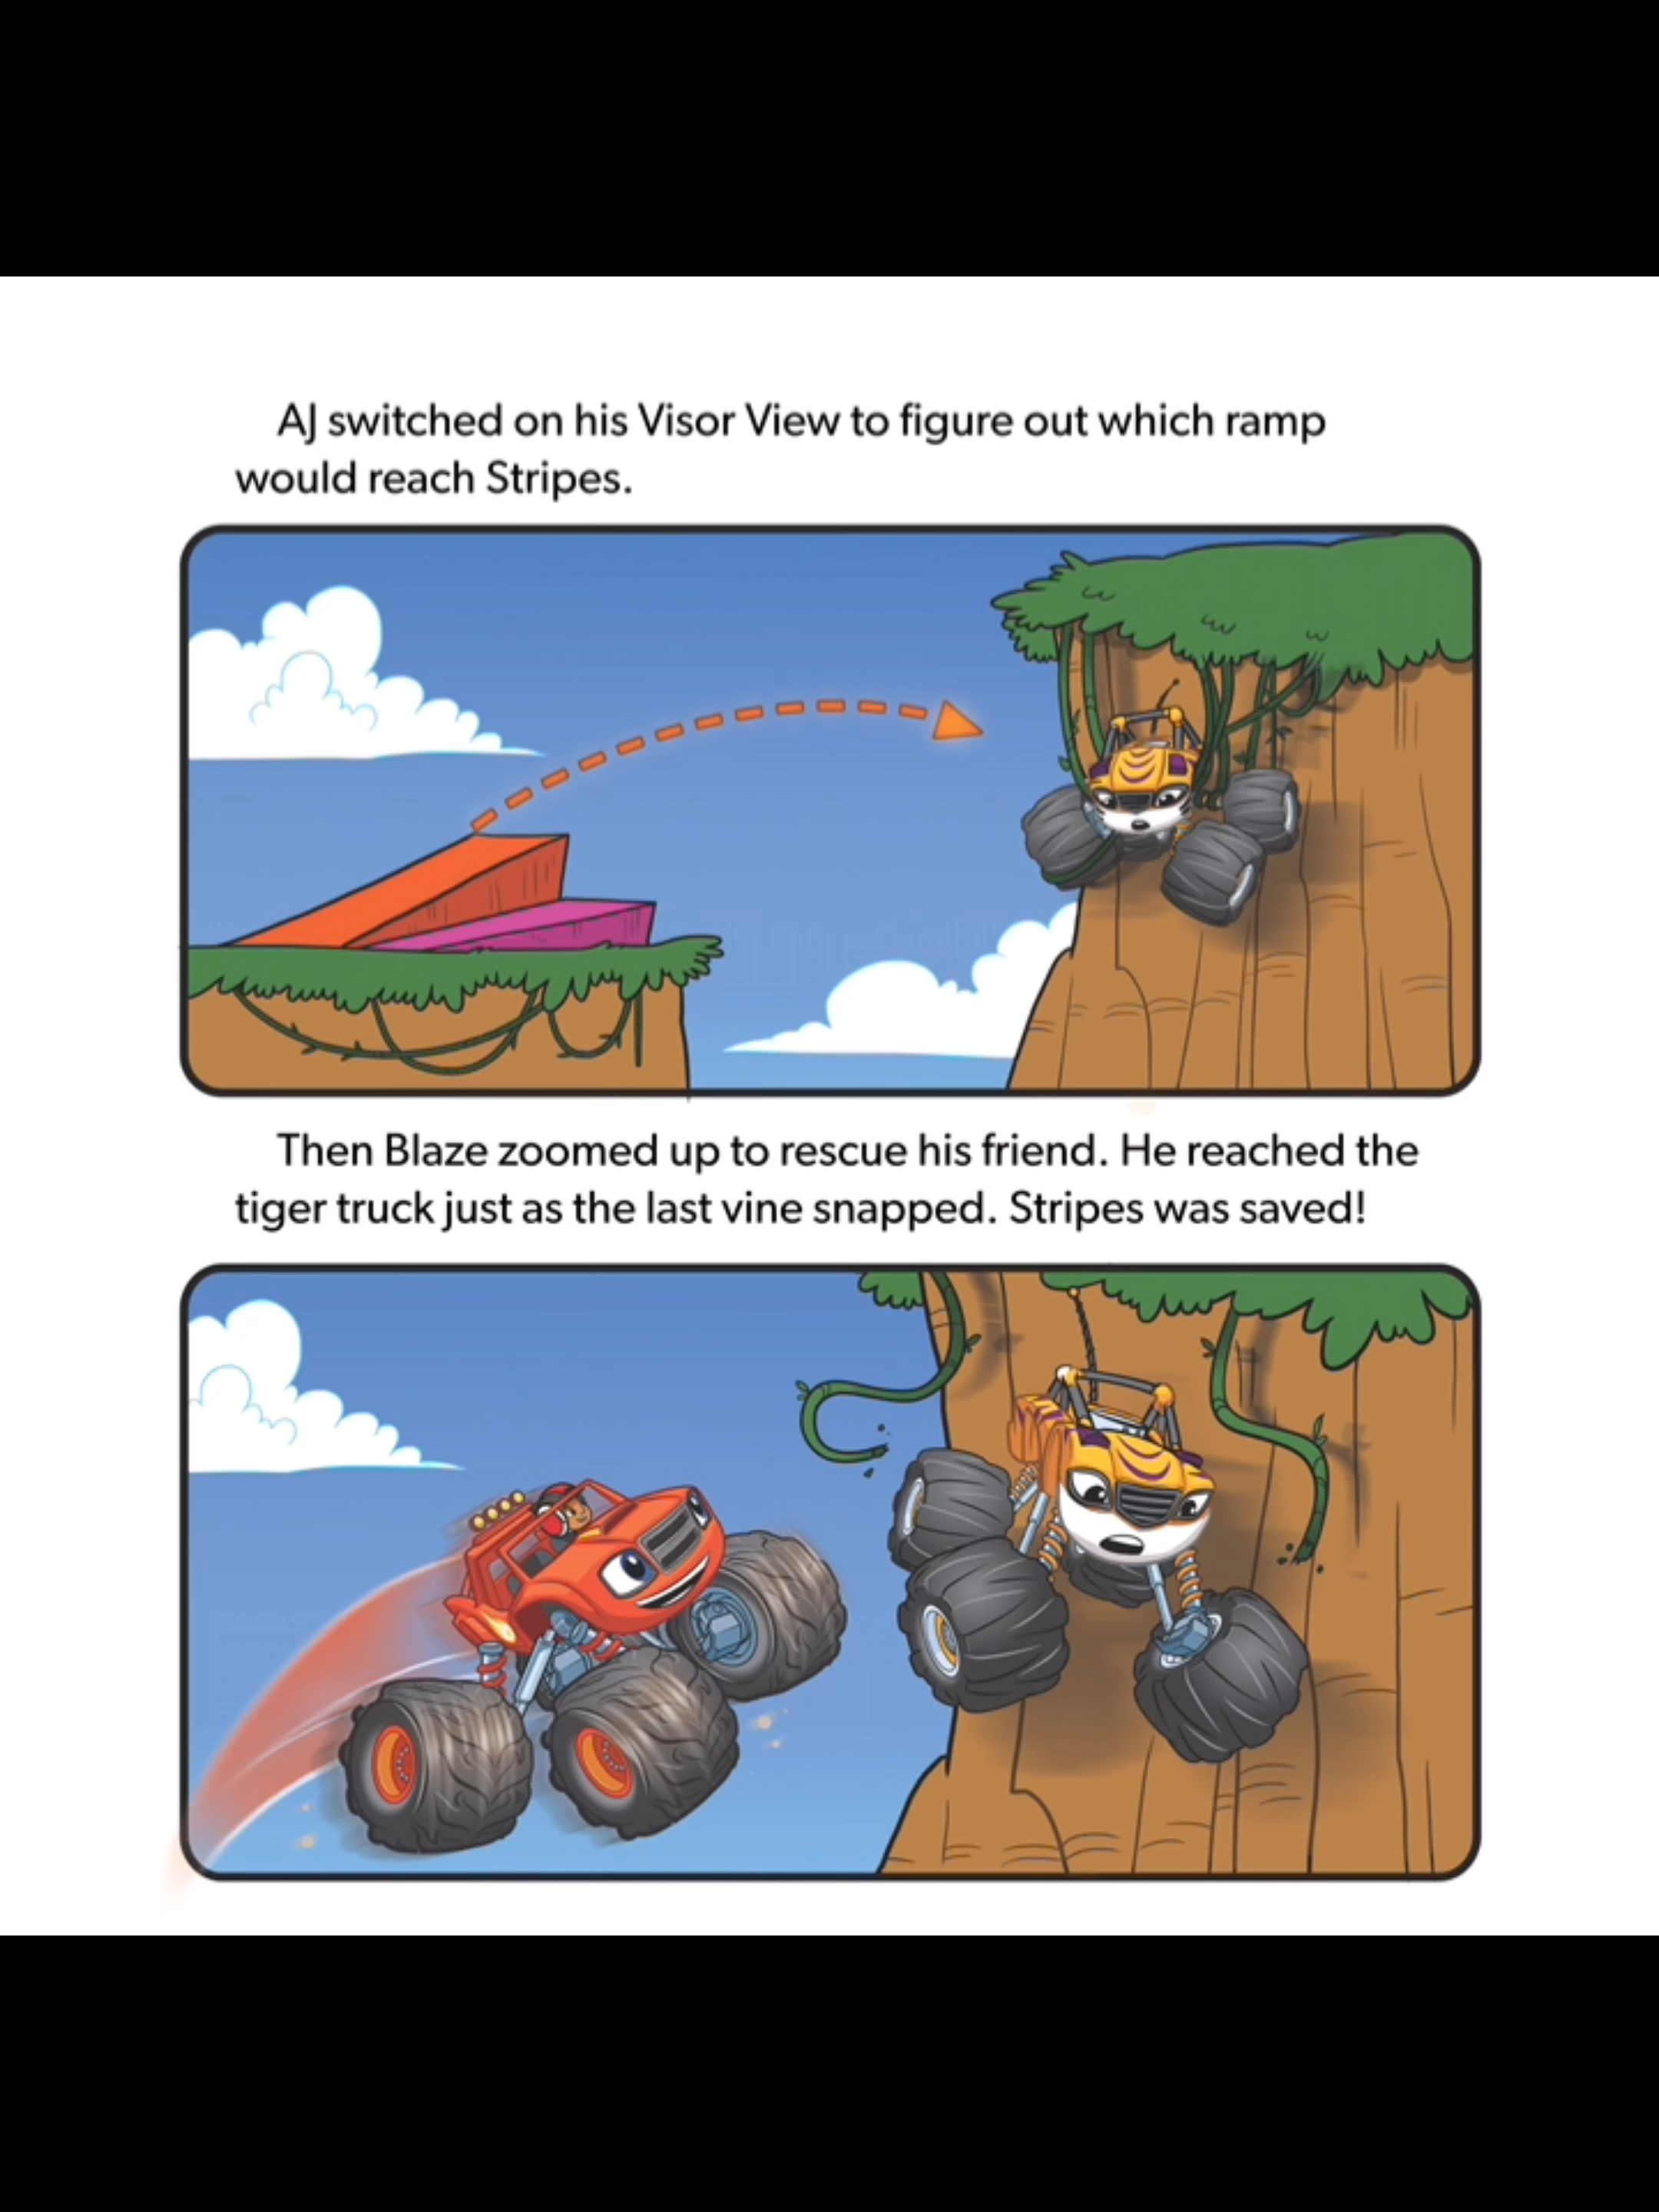 AJ switched on his Visor View to figure out which ramp
would reach Stripes.
Then Blaze zoomed up to rescue his friend. He reached the
tiger truck just as the last vine snapped. Stripes was saved!